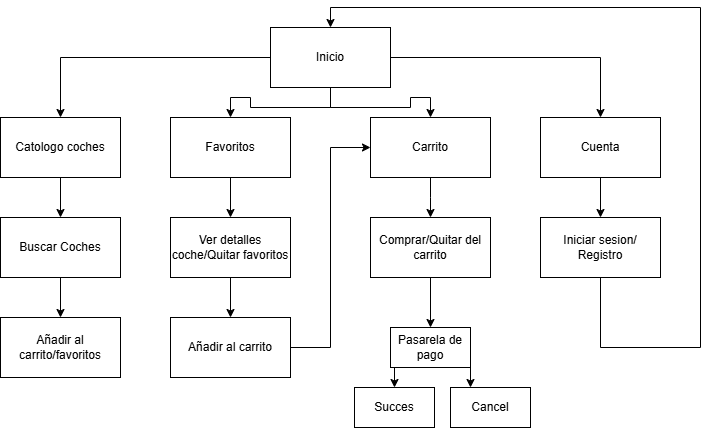 Inicio
Catologo coches
Favoritos
Carrito
Cuenta
Buscar Coches
Ver detalles
coche/Quitar favoritos
Comprar/Quitar del
carrito
Iniciar sesion/
Registro
Añadir al
carrito/favoritos
Añadir al carrito
Pasarela de
pago
Succes
Cancel